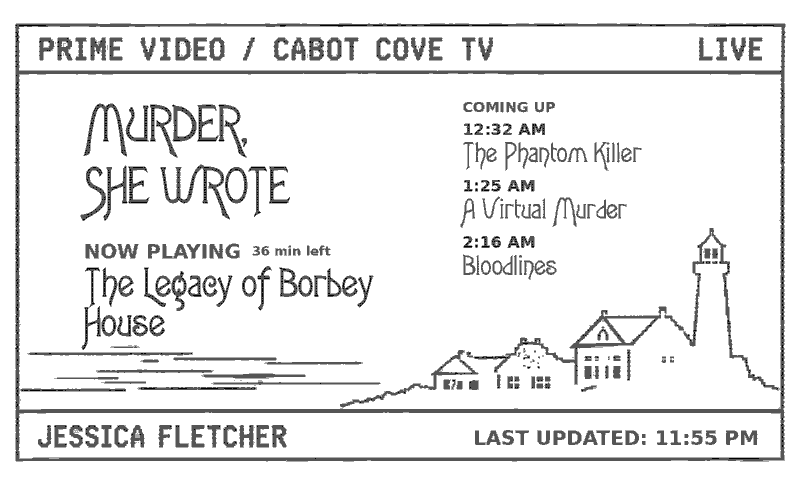 PRIME VIDEO / CABOT COVE TV
LIVE
MURDER,
SHE WROTE
NOW PLAYING 36 min left
The Legacy of Borbey
House
COMING UP
12:32 AM
The Phantom Killer
1:25 AM
A Virtual Murder
2:16 AM
Bloodlines
JESSICA FLETCHER
LAST UPDATED: 11:55 PM